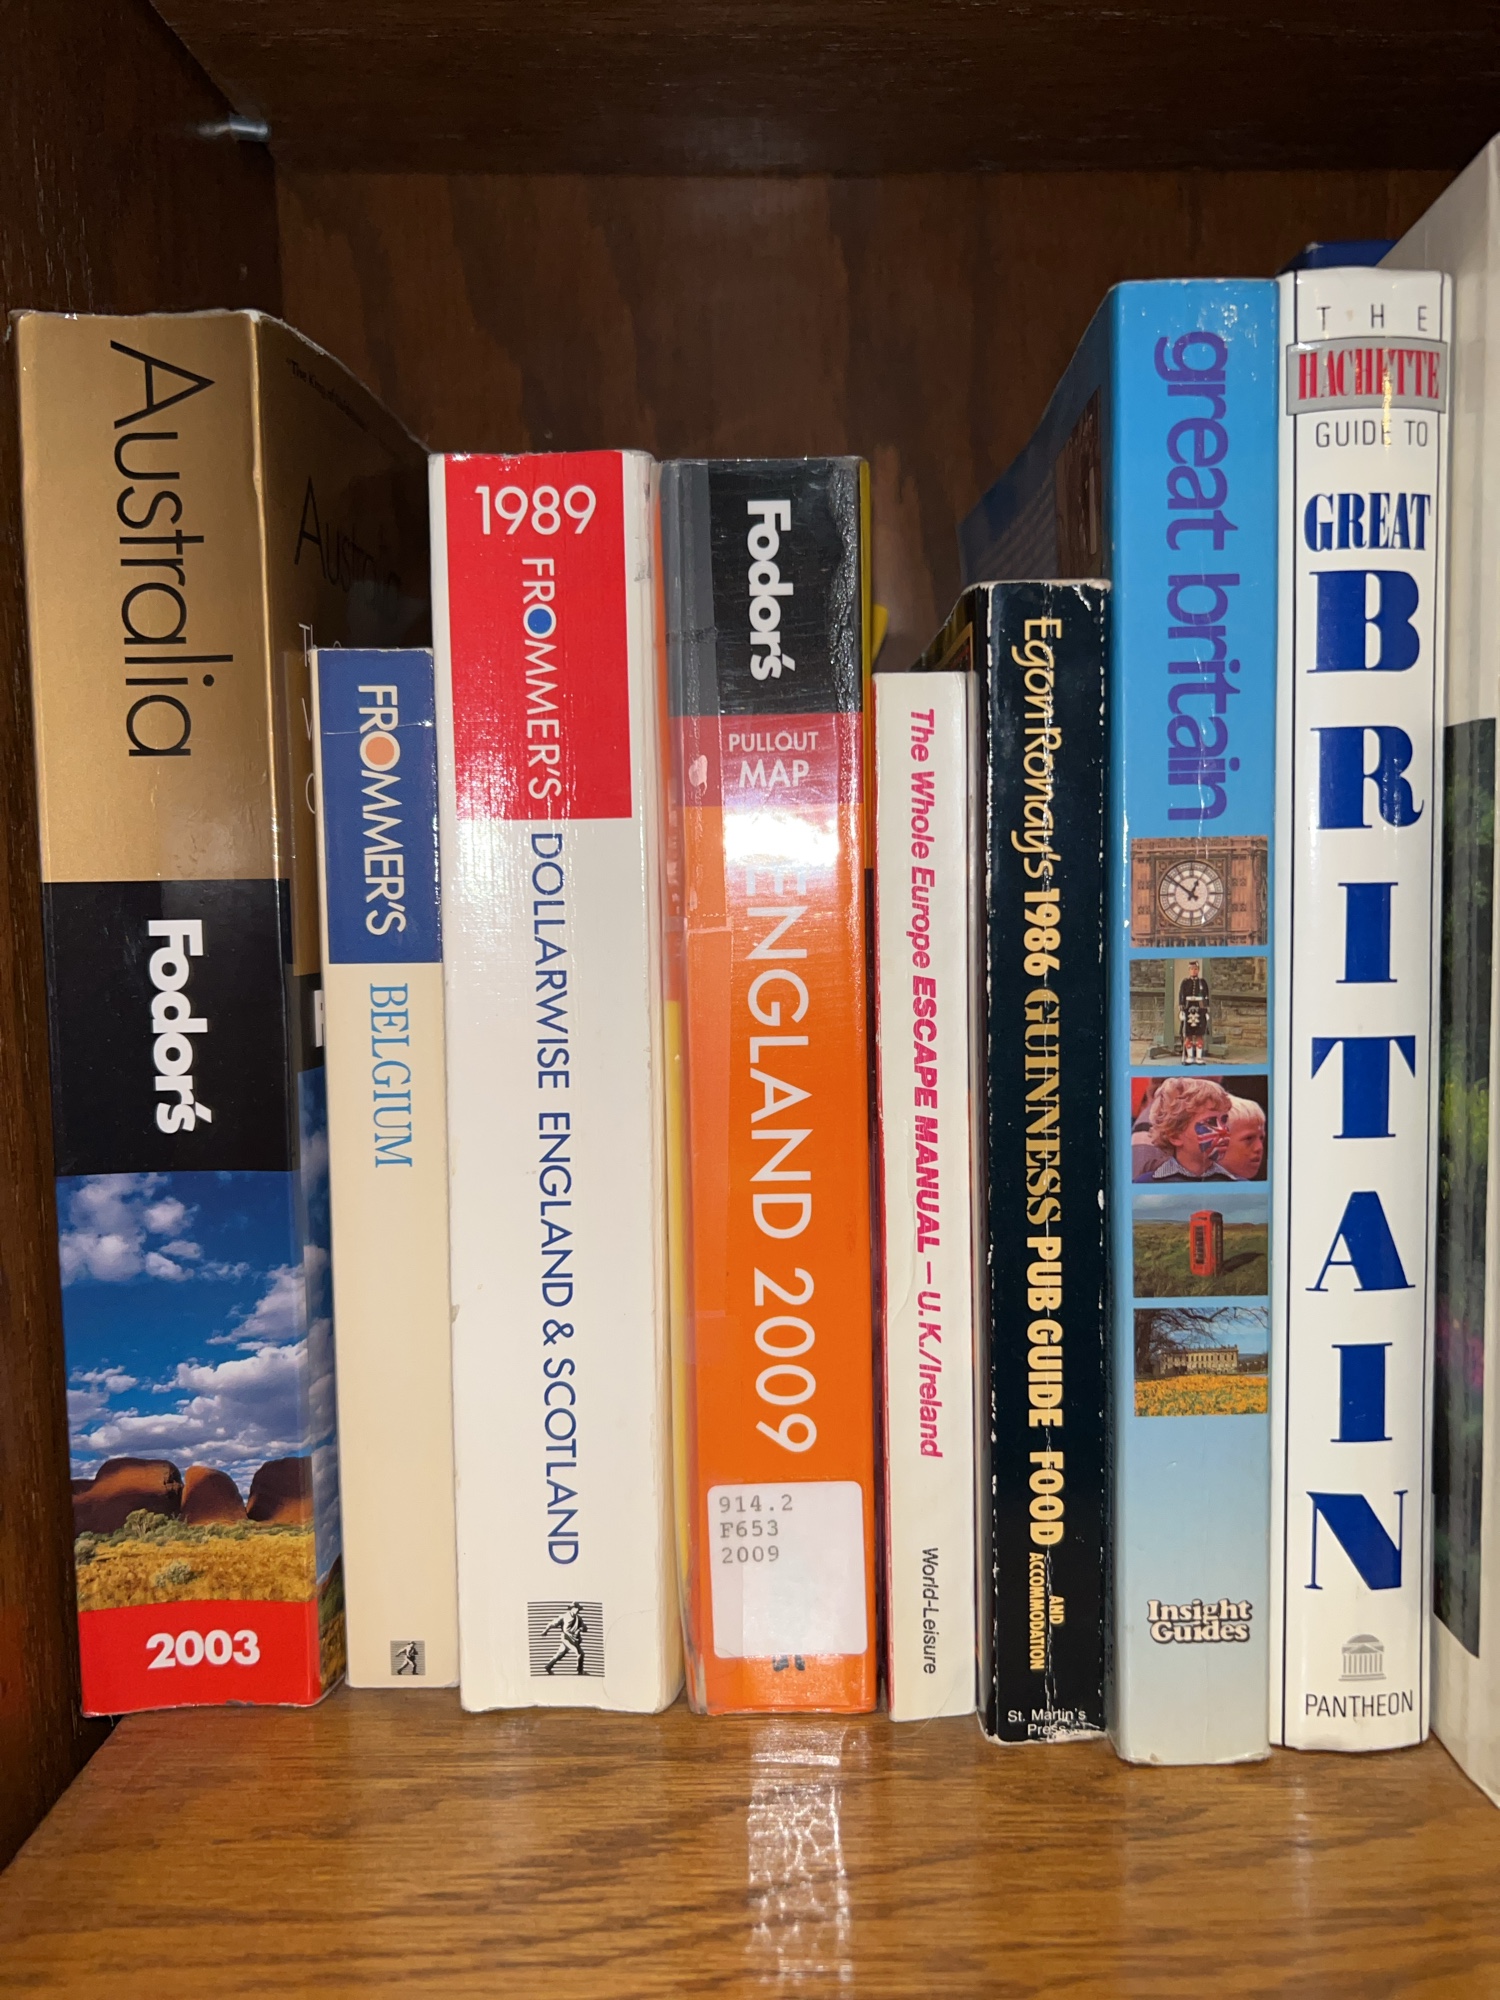 Australia
Fodor's
2003
Australia
FROMMER'S
BELGIUM
1989
FROMMER'S DOLLARWISE ENGLAND & SCOTLAND
Fodor's
PULLOUT
MAP
ENGLAND 2009
914.2
F653
2009
The Whole Europe ESCAPE MANUAL – U.K./Ireland
World-Leisure
Egon Ronay's 1986 GUINNESS PUB GUIDE FOOD AND ACCOMMODATION
St. Martin's
Press
great britain
Insight
Guides
THE
HACHETTE
GUIDE TO
GREAT
BRITAIN
PANTHEON